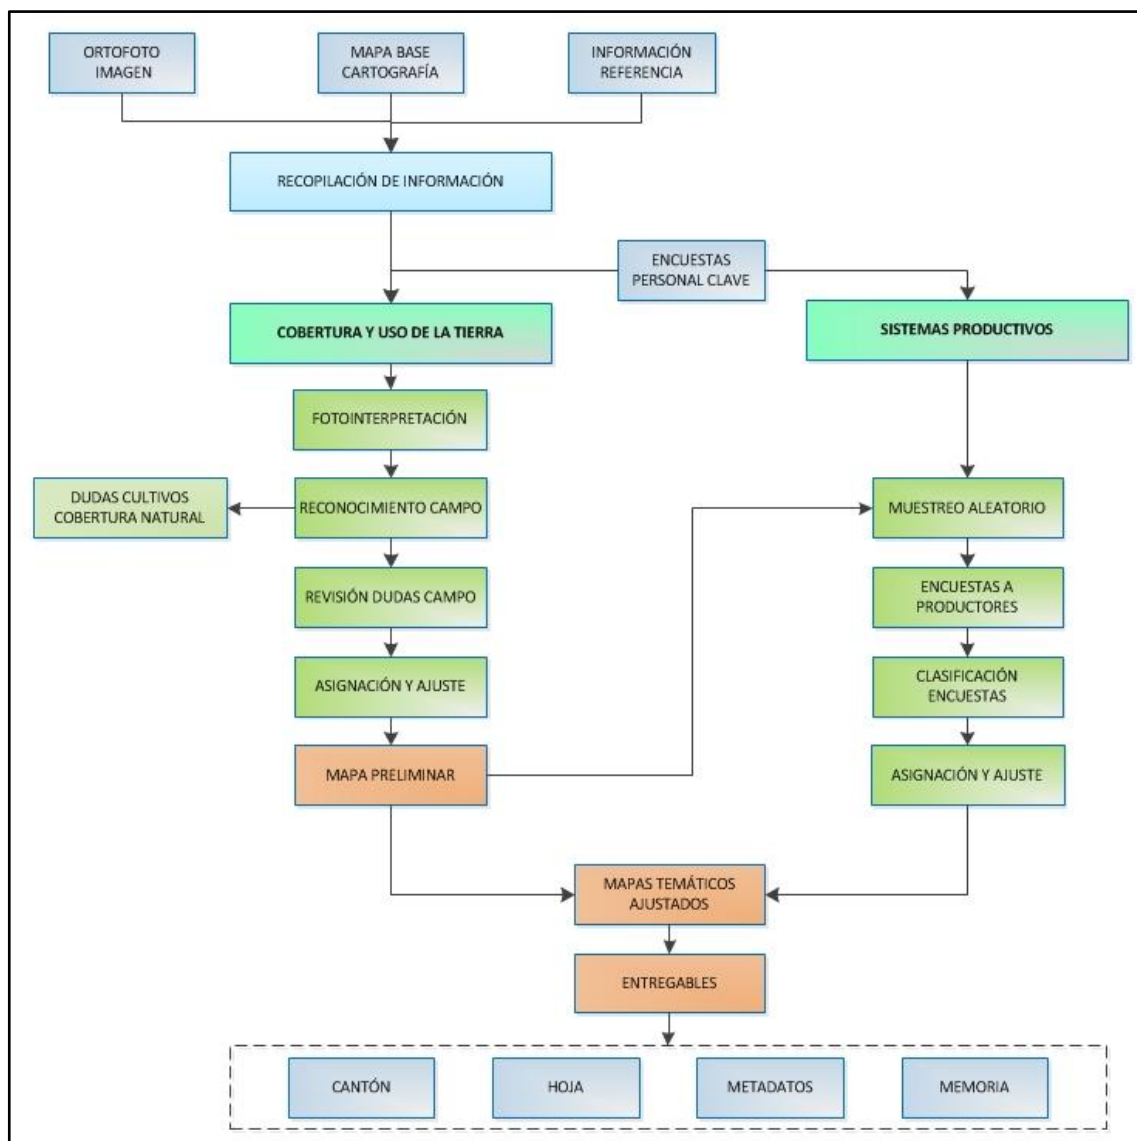 ORTOFOTO
IMAGEN
MAPA BASE
CARTOGRAFÍA
INFORMACIÓN
REFERENCIA
RECOPILACIÓN DE INFORMACIÓN
ENCUESTAS
PERSONAL CLAVE
COBERTURA Y USO DE LA TIERRA
SISTEMAS PRODUCTIVOS
FOTOINTERPRETACIÓN
DUDAS CULTIVOS
COBERTURA NATURAL
RECONOCIMIENTO CAMPO
MUESTREO ALEATORIO
REVISIÓN DUDAS CAMPO
ENCUESTAS A
PRODUCTORES
ASIGNACIÓN Y AJUSTE
CLASIFICACIÓN
ENCUESTAS
MAPA PRELIMINAR
ASIGNACIÓN Y AJUSTE
MAPAS TEMÁTICOS
AJUSTADOS
ENTREGABLES
CANTÓN
HOJA
METADATOS
MEMORIA